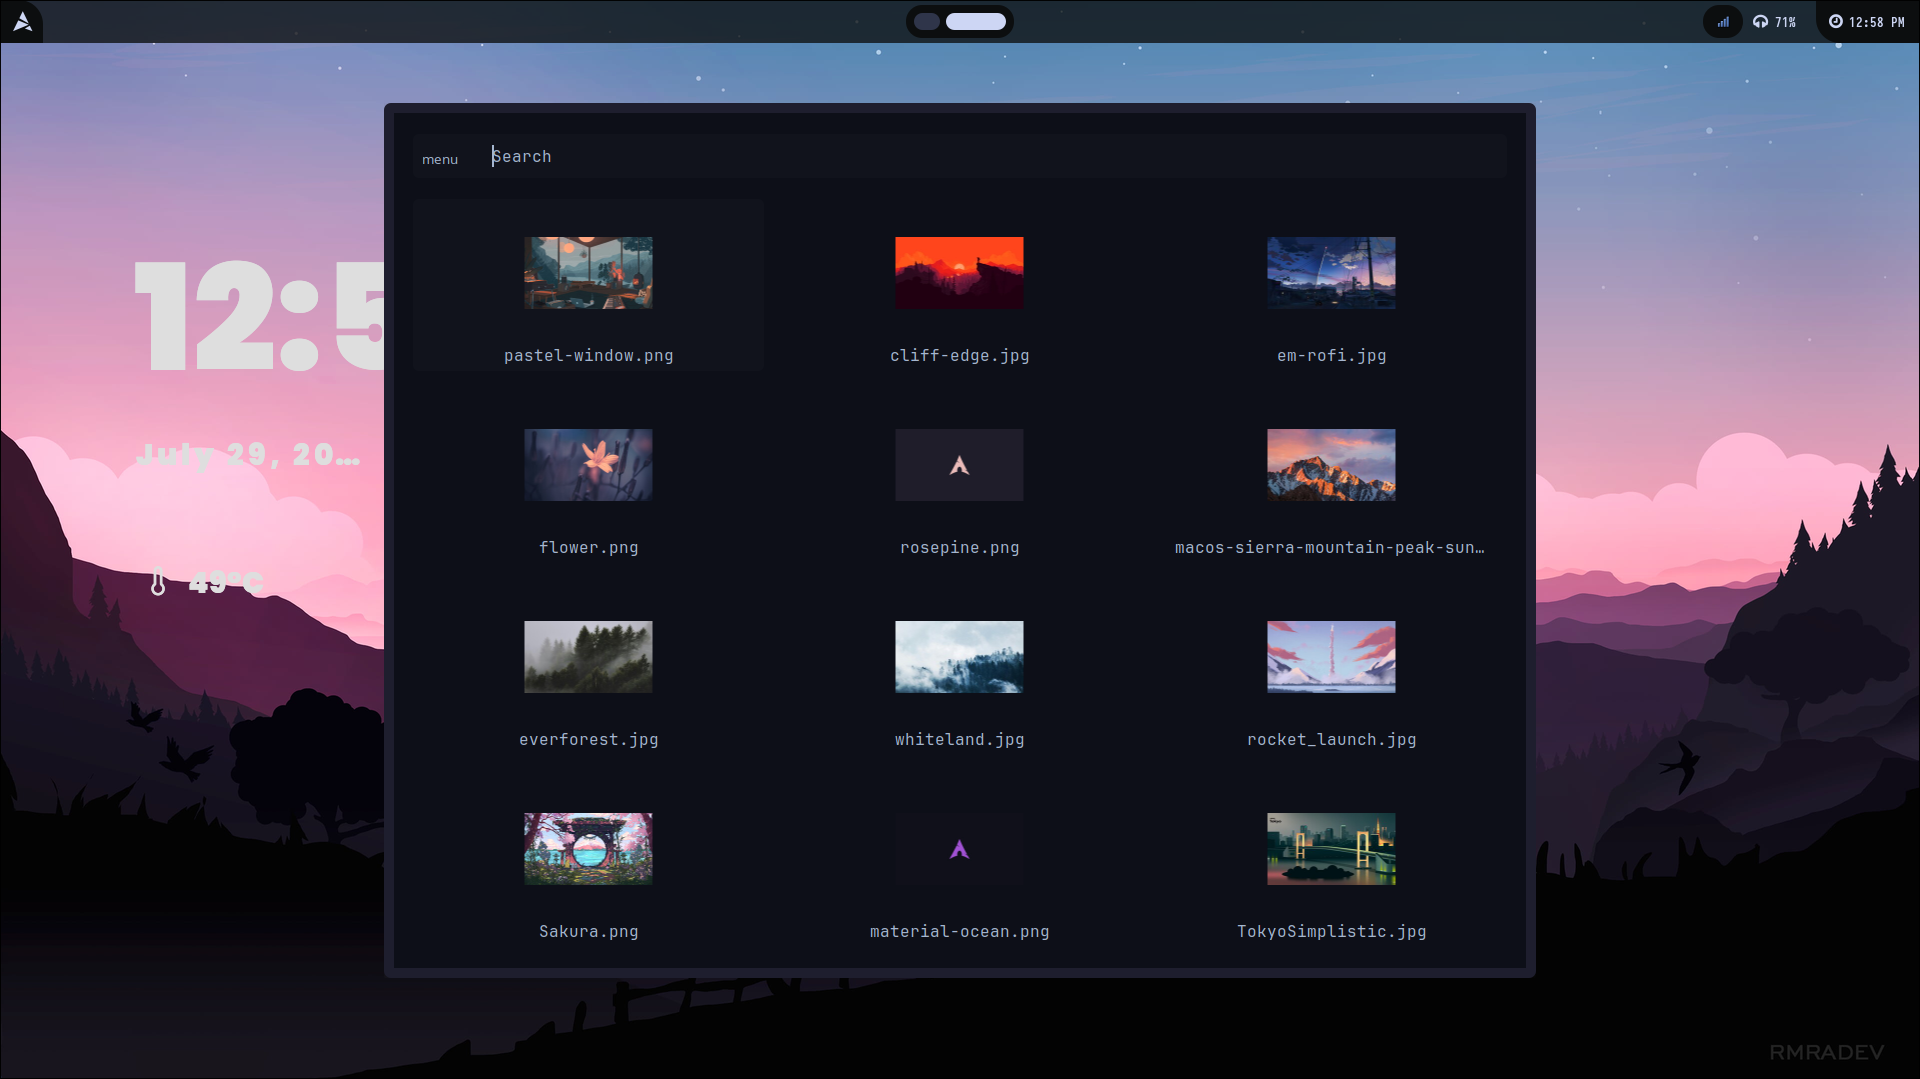 71%
12:58 PM
menu
Search
12:5
July 29, 20…
49°C
pastel-window.png
cliff-edge.jpg
em-rofi.jpg
flower.png
rosepine.png
macos-sierra-mountain-peak-sun…
everforest.jpg
whiteland.jpg
rocket_launch.jpg
Sakura.png
material-ocean.png
TokyoSimplistic.jpg
RMRADEV